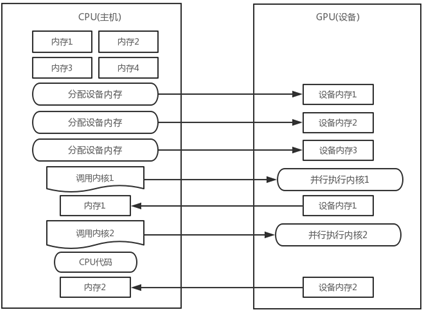 CPU(主机)
GPU(设备)
内存1
内存2
内存3
内存4
分配设备内存
设备内存1
分配设备内存
设备内存2
分配设备内存
设备内存3
调用内核1
并行执行内核1
内存1
设备内存1
调用内核2
并行执行内核2
CPU代码
内存2
设备内存2